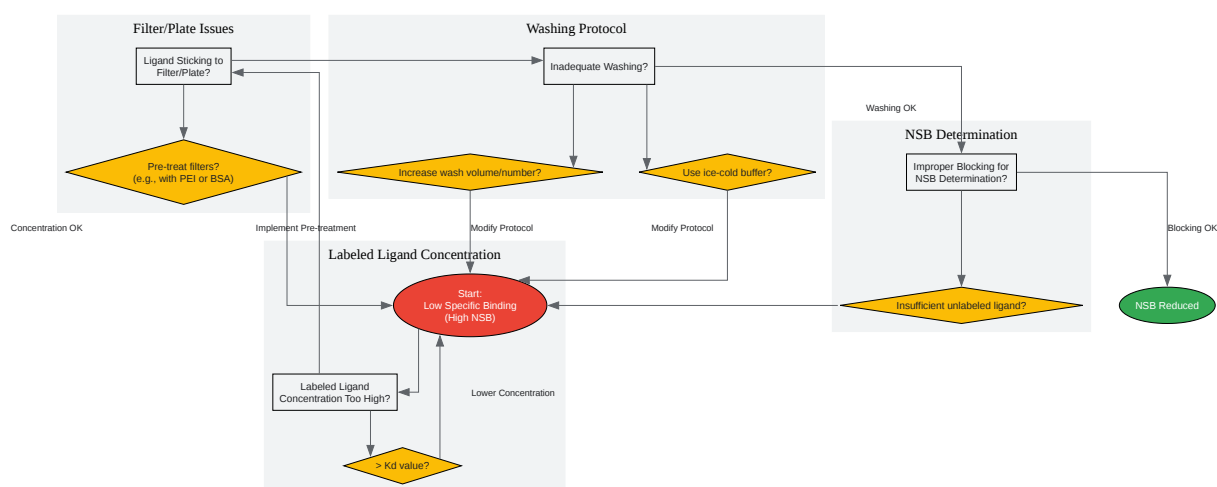 Filter/Plate Issues
Washing Protocol
Ligand Sticking to
Filter/Plate?
Inadequate Washing?
Washing OK
NSB Determination
Pre-treat filters?
(e.g., with PEI or BSA)
Increase wash volume/number?
Use ice-cold buffer?
Improper Blocking for
NSB Determination?
Concentration OK
Implement Pre-treatment
Modify Protocol
Modify Protocol
Blocking OK
Labeled Ligand Concentration
Start:
Low Specific Binding
(High NSB)
Insufficient unlabeled ligand?
NSB Reduced
Labeled Ligand
Concentration Too High?
Lower Concentration
> Kd value?